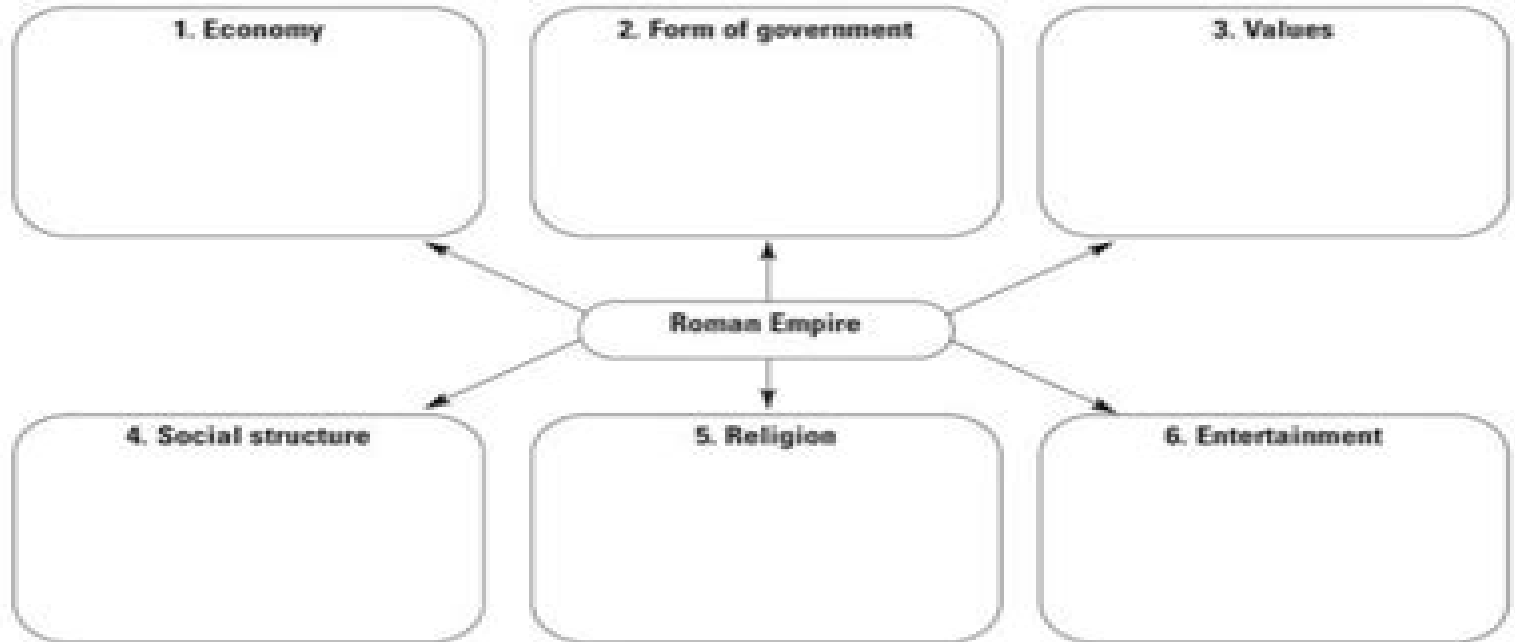 1. Economy
2. Form of government
3. Values
Roman Empire
4. Social structure
5. Religion
6. Entertainment